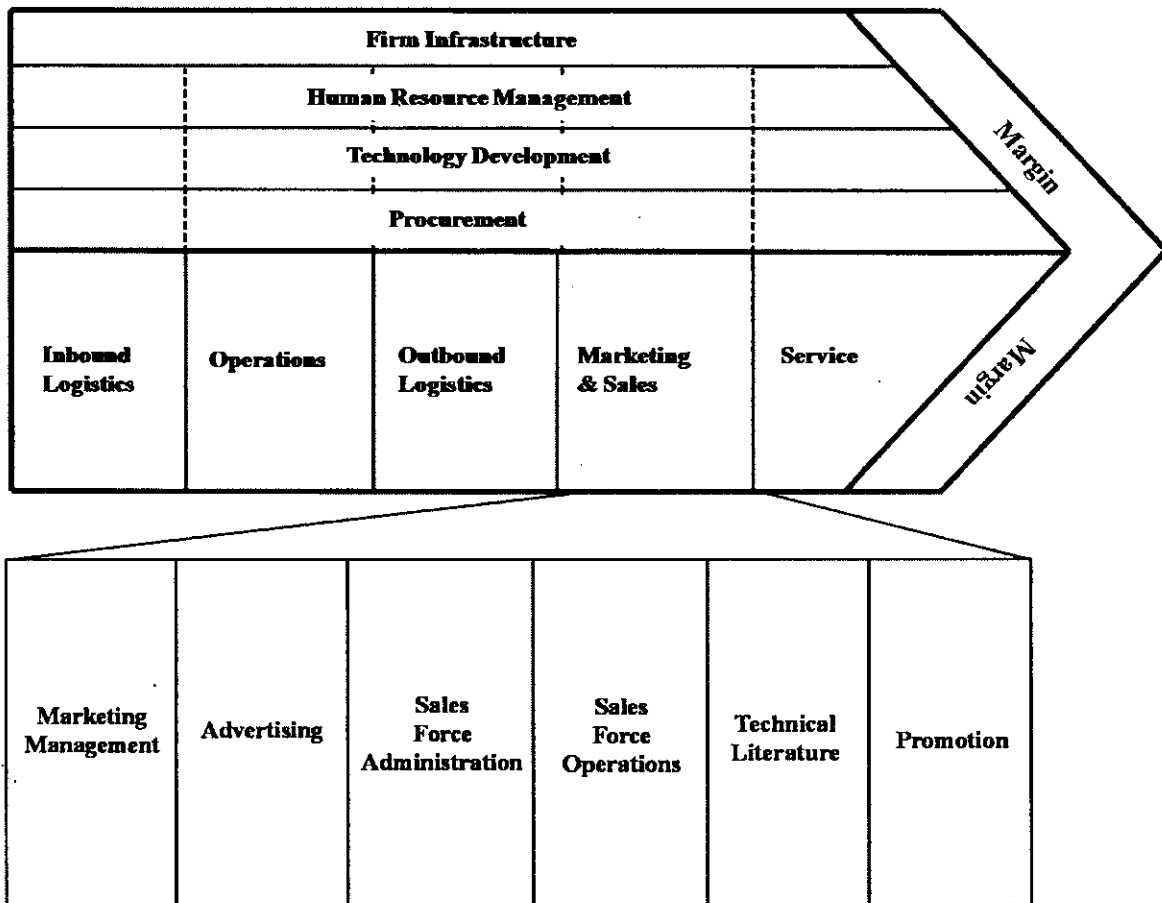 Firm Infrastructure
Human Resource Management
Technology Development
Procurement
Margin
Inbound
Logistics
Operations
Outbound
Logistics
Marketing
& Sales
Service
Margin
Marketing
Management
Advertising
Sales
Force
Administration
Sales
Force
Operations
Technical
Literature
Promotion